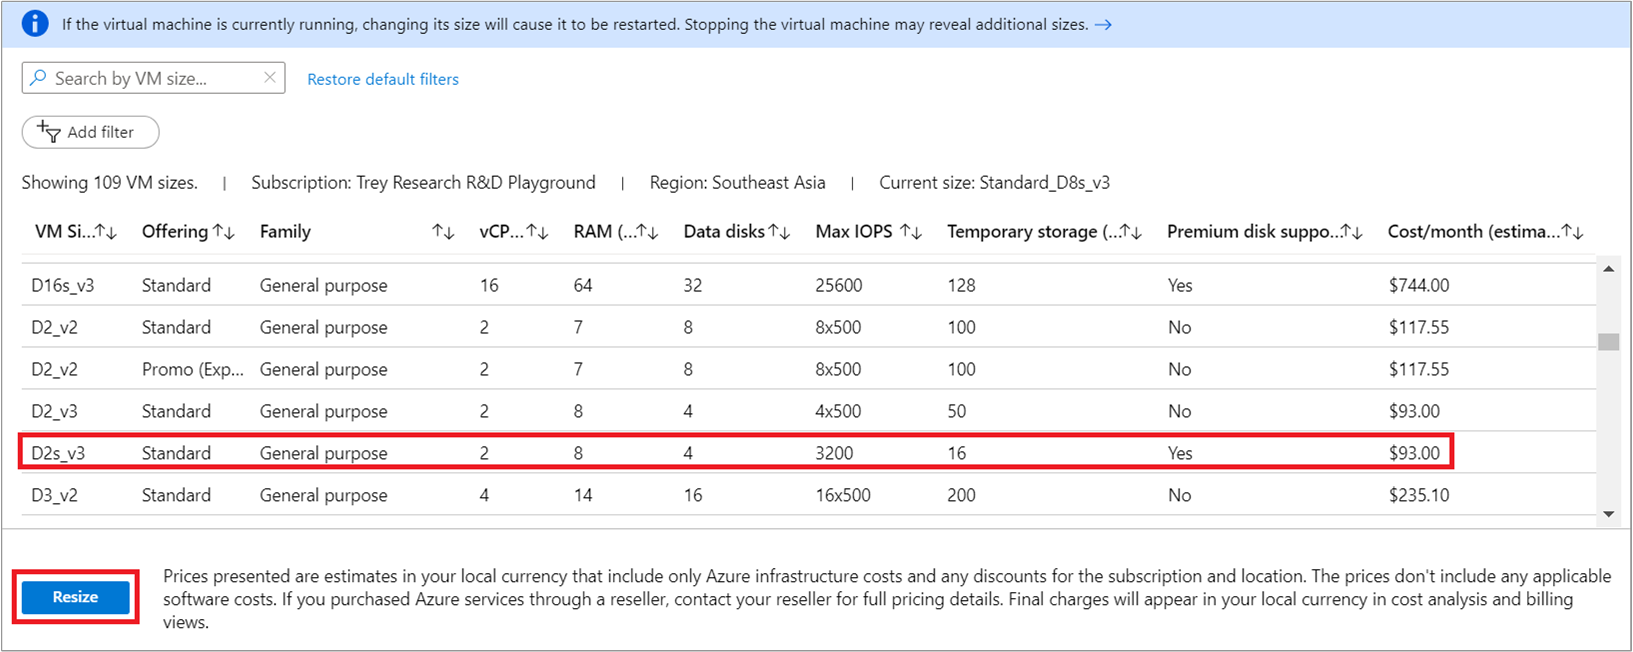 If the virtual machine is currently running, changing its size will cause it to be restarted. Stopping the virtual machine may reveal additional sizes. →
Search by VM size... ×
Restore default filters
Add filter
Showing 109 VM sizes. | Subscription: Trey Research R&D Playground | Region: Southeast Asia | Current size: Standard_D8s_v3
VM Si...↑↓ Offering↑↓ Family ↑↓ vCP...↑↓ RAM (...↑↓ Data disks↑↓ Max IOPS ↑↓ Temporary storage (...↑↓ Premium disk suppo...↑↓ Cost/month (estima...↑↓
D16s_v3 Standard General purpose 16 64 32 25600 128 Yes $744.00
D2_v2 Standard General purpose 2 7 8 8x500 100 No $117.55
D2_v2 Promo (Exp... General purpose 2 7 8 8x500 100 No $117.55
D2_v3 Standard General purpose 2 8 4 4x500 50 No $93.00
D2s_v3 Standard General purpose 2 8 4 3200 16 Yes $93.00
D3_v2 Standard General purpose 4 14 16 16x500 200 No $235.10
Resize
Prices presented are estimates in your local currency that include only Azure infrastructure costs and any discounts for the subscription and location. The prices don't include any applicable
software costs. If you purchased Azure services through a reseller, contact your reseller for full pricing details. Final charges will appear in your local currency in cost analysis and billing
views.